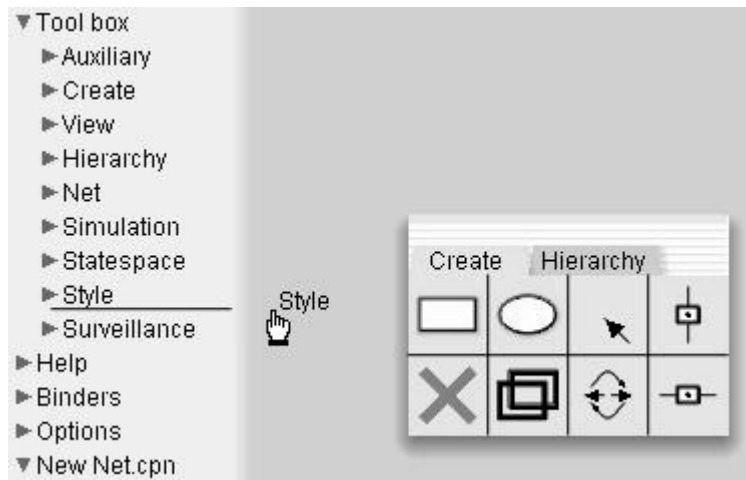 Tool box
Auxiliary
Create
View
Hierarchy
Net
Simulation
Statespace
Style
Surveillance
Help
Binders
Options
New Net.cpn
Style
Create Hierarchy